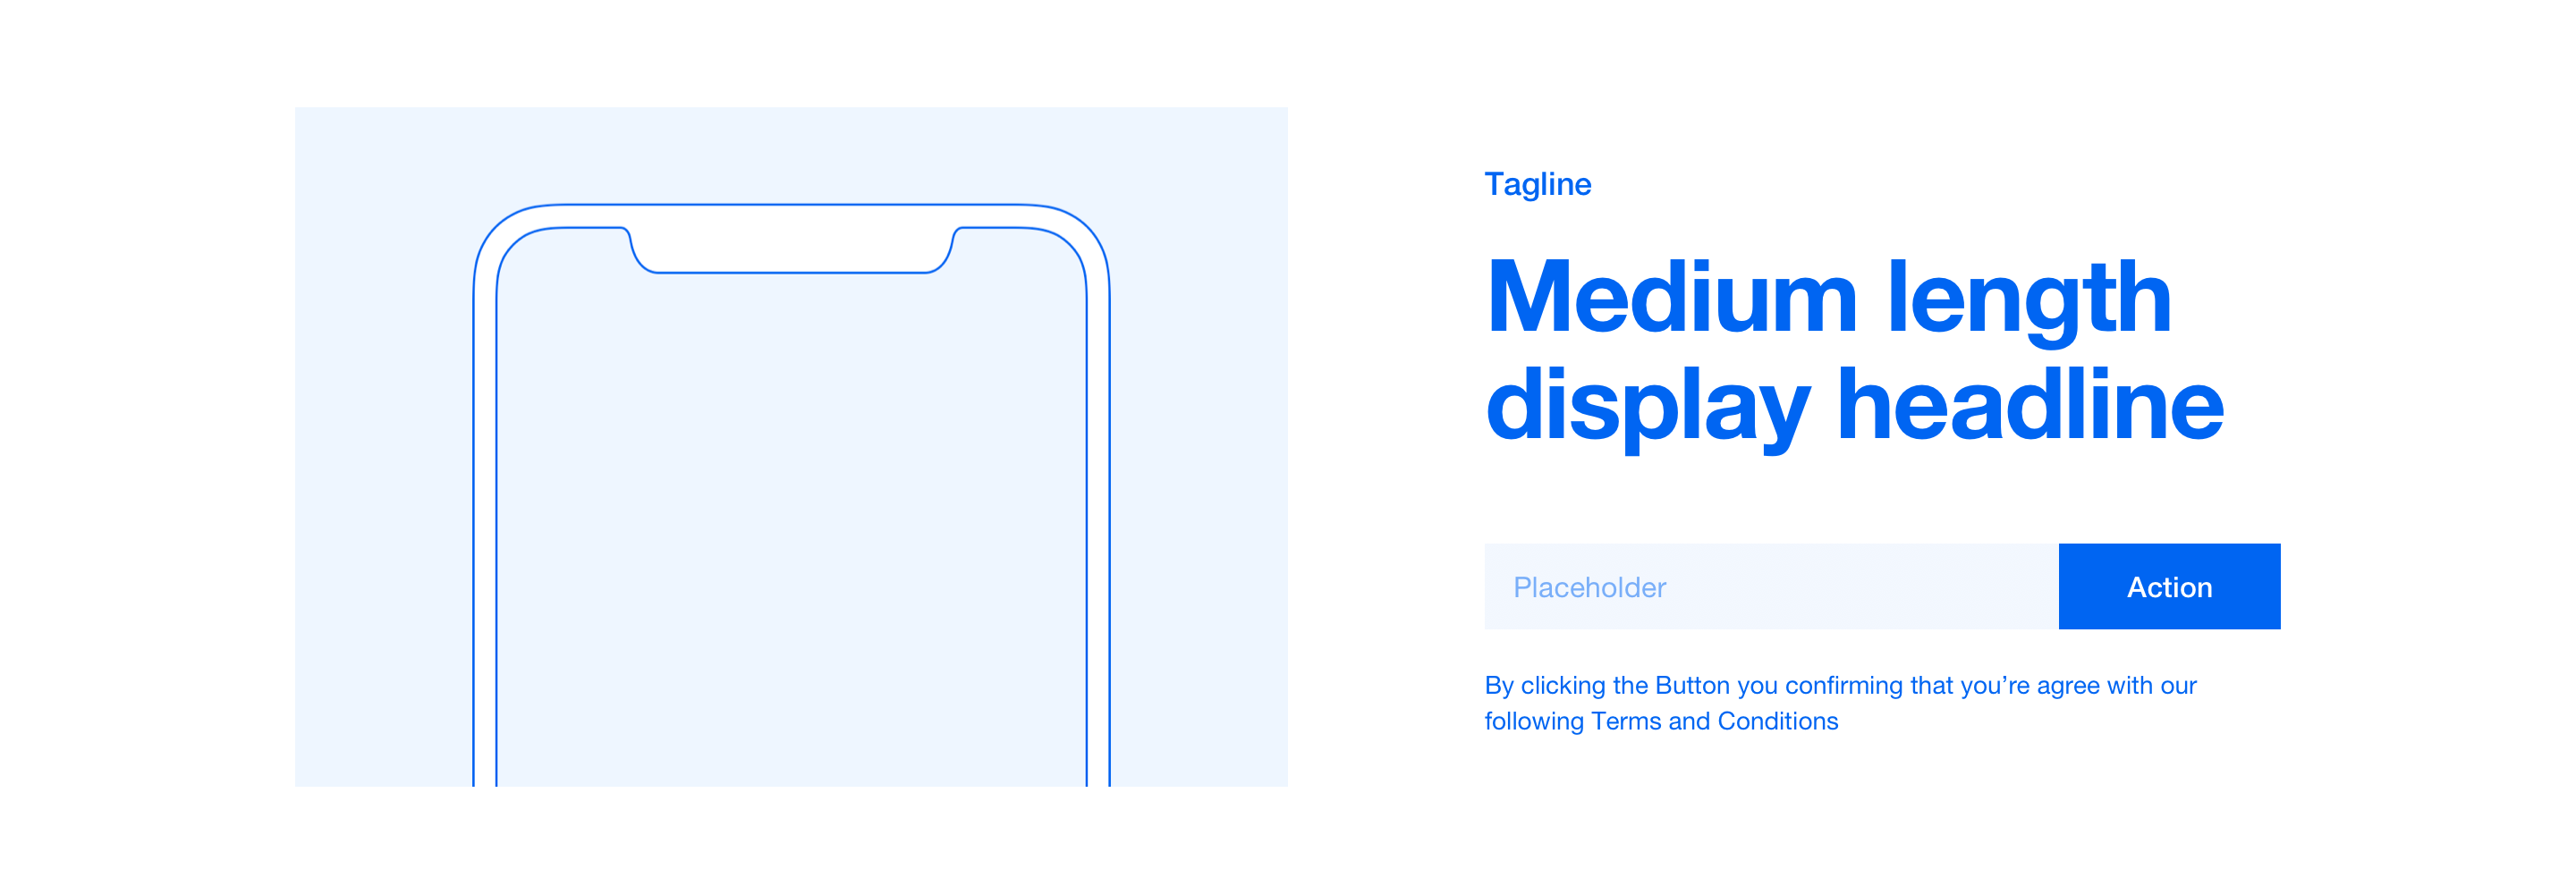 Tagline
Medium length
display headline
Placeholder
Action
By clicking the Button you confirming that you’re agree with our
following Terms and Conditions